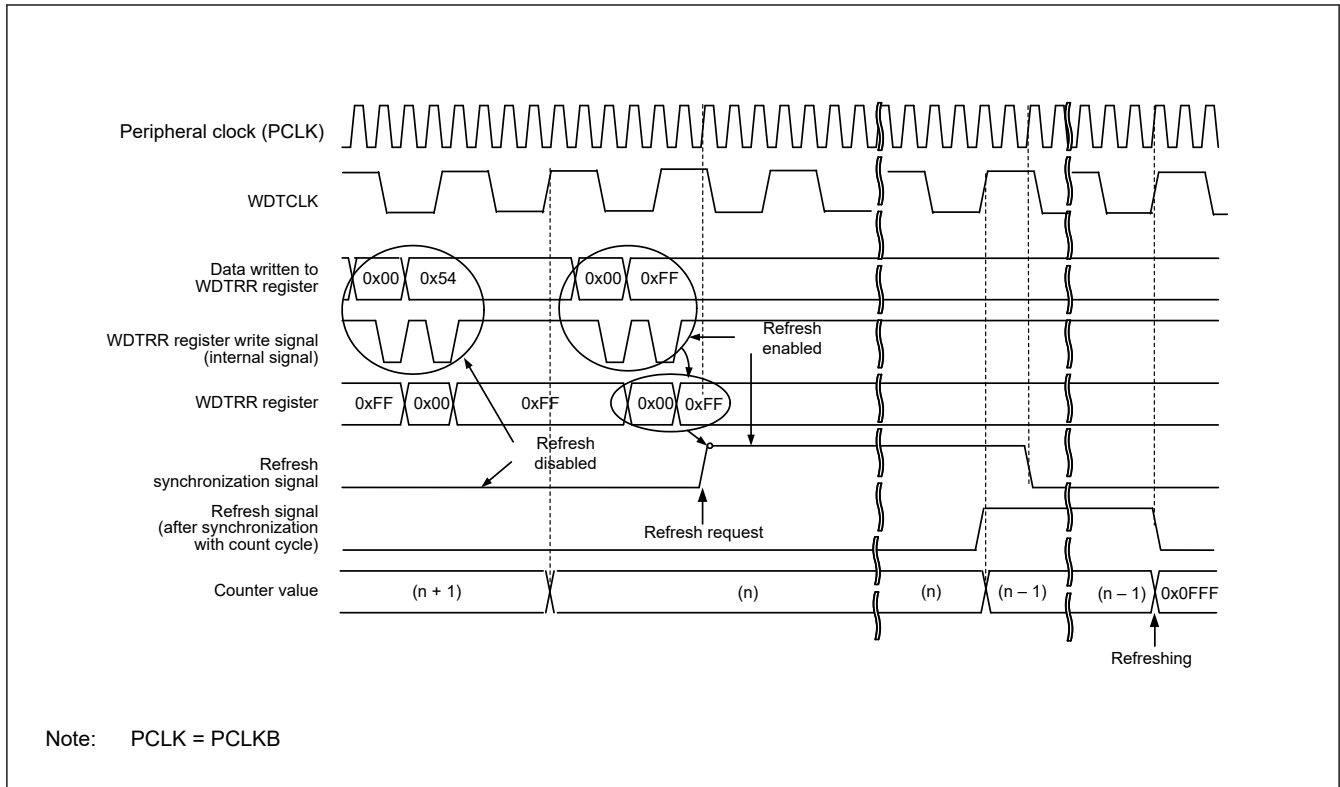 Peripheral clock (PCLK)
WDTCLK
Data written to
WDTRR register
0x00 0x54 0x00 0xFF
WDTRR register write signal
(internal signal)
Refresh
enabled
WDTRR register
0xFF 0x00 0xFF 0x00 0xFF
Refresh
disabled
Refresh
synchronization signal
Refresh request
Refresh signal
(after synchronization
with count cycle)
Counter value
(n + 1) (n) (n) (n – 1) (n – 1) 0x0FFF
Refreshing
Note: PCLK = PCLKB